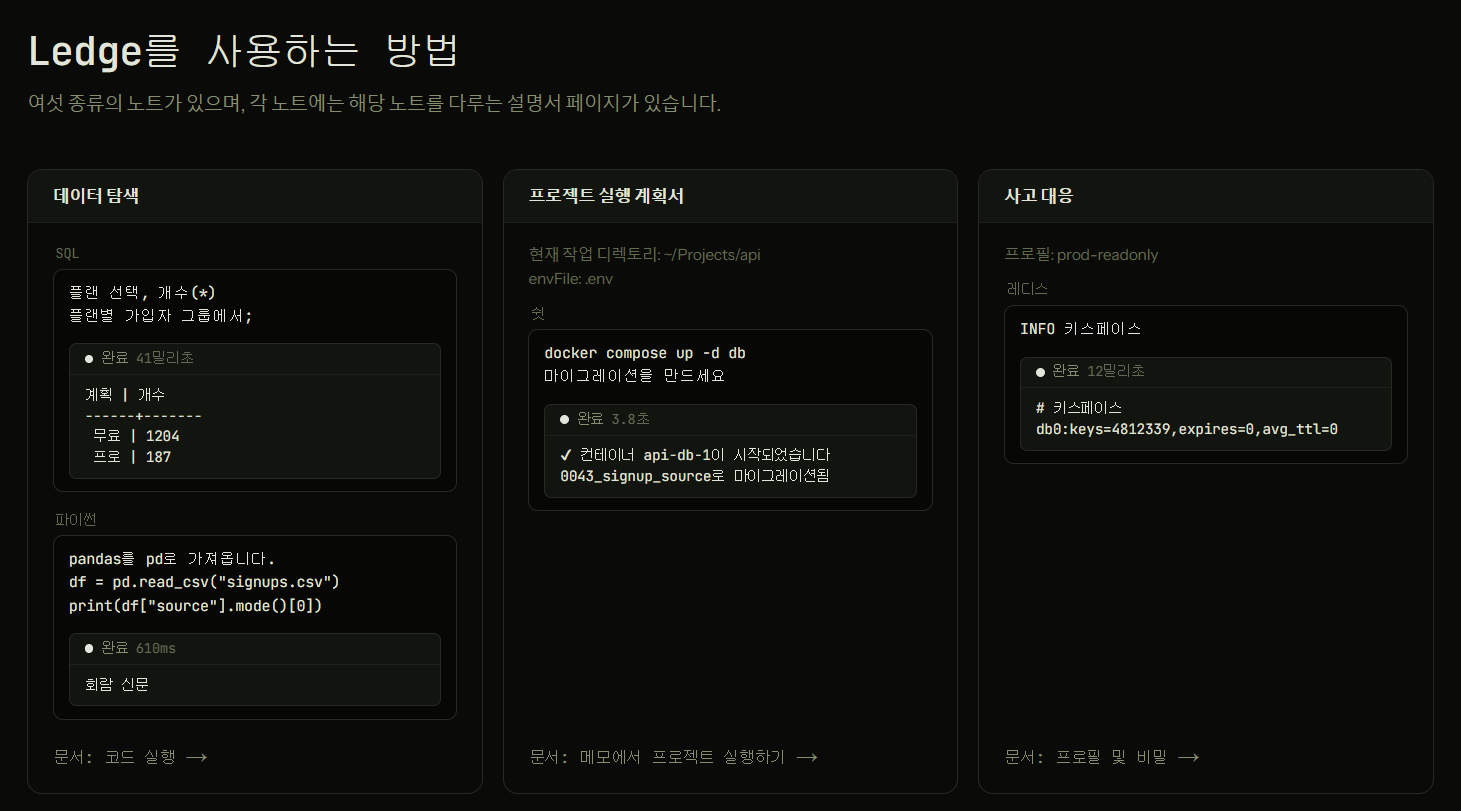 Ledge를 사용하는 방법
여섯 종류의 노트가 있으며, 각 노트에는 해당 노트를 다루는 설명서 페이지가 있습니다.
데이터 탐색
SQL
플랜 선택, 개수(*)
플랜별 가입자 그룹에서;
● 완료 41밀리초
계획 | 개수
------+-------
무료 | 1204
프로 | 187
파이썬
pandas를 pd로 가져옵니다.
df = pd.read_csv("signups.csv")
print(df["source"].mode()[0])
● 완료 610ms
회람 신문
문서: 코드 실행 →
프로젝트 실행 계획서
현재 작업 디렉토리: ~/Projects/api
envFile: .env
쉿
docker compose up -d db
마이그레이션을 만드세요
● 완료 3.8초
✔ 컨테이너 api-db-1이 시작되었습니다
0043_signup_source로 마이그레이션됨
문서: 메모에서 프로젝트 실행하기 →
사고 대응
프로필: prod-readonly
레디스
INFO 키스페이스
● 완료 12밀리초
# 키스페이스
db0:keys=4812339,expires=0,avg_ttl=0
문서: 프로필 및 비밀 →